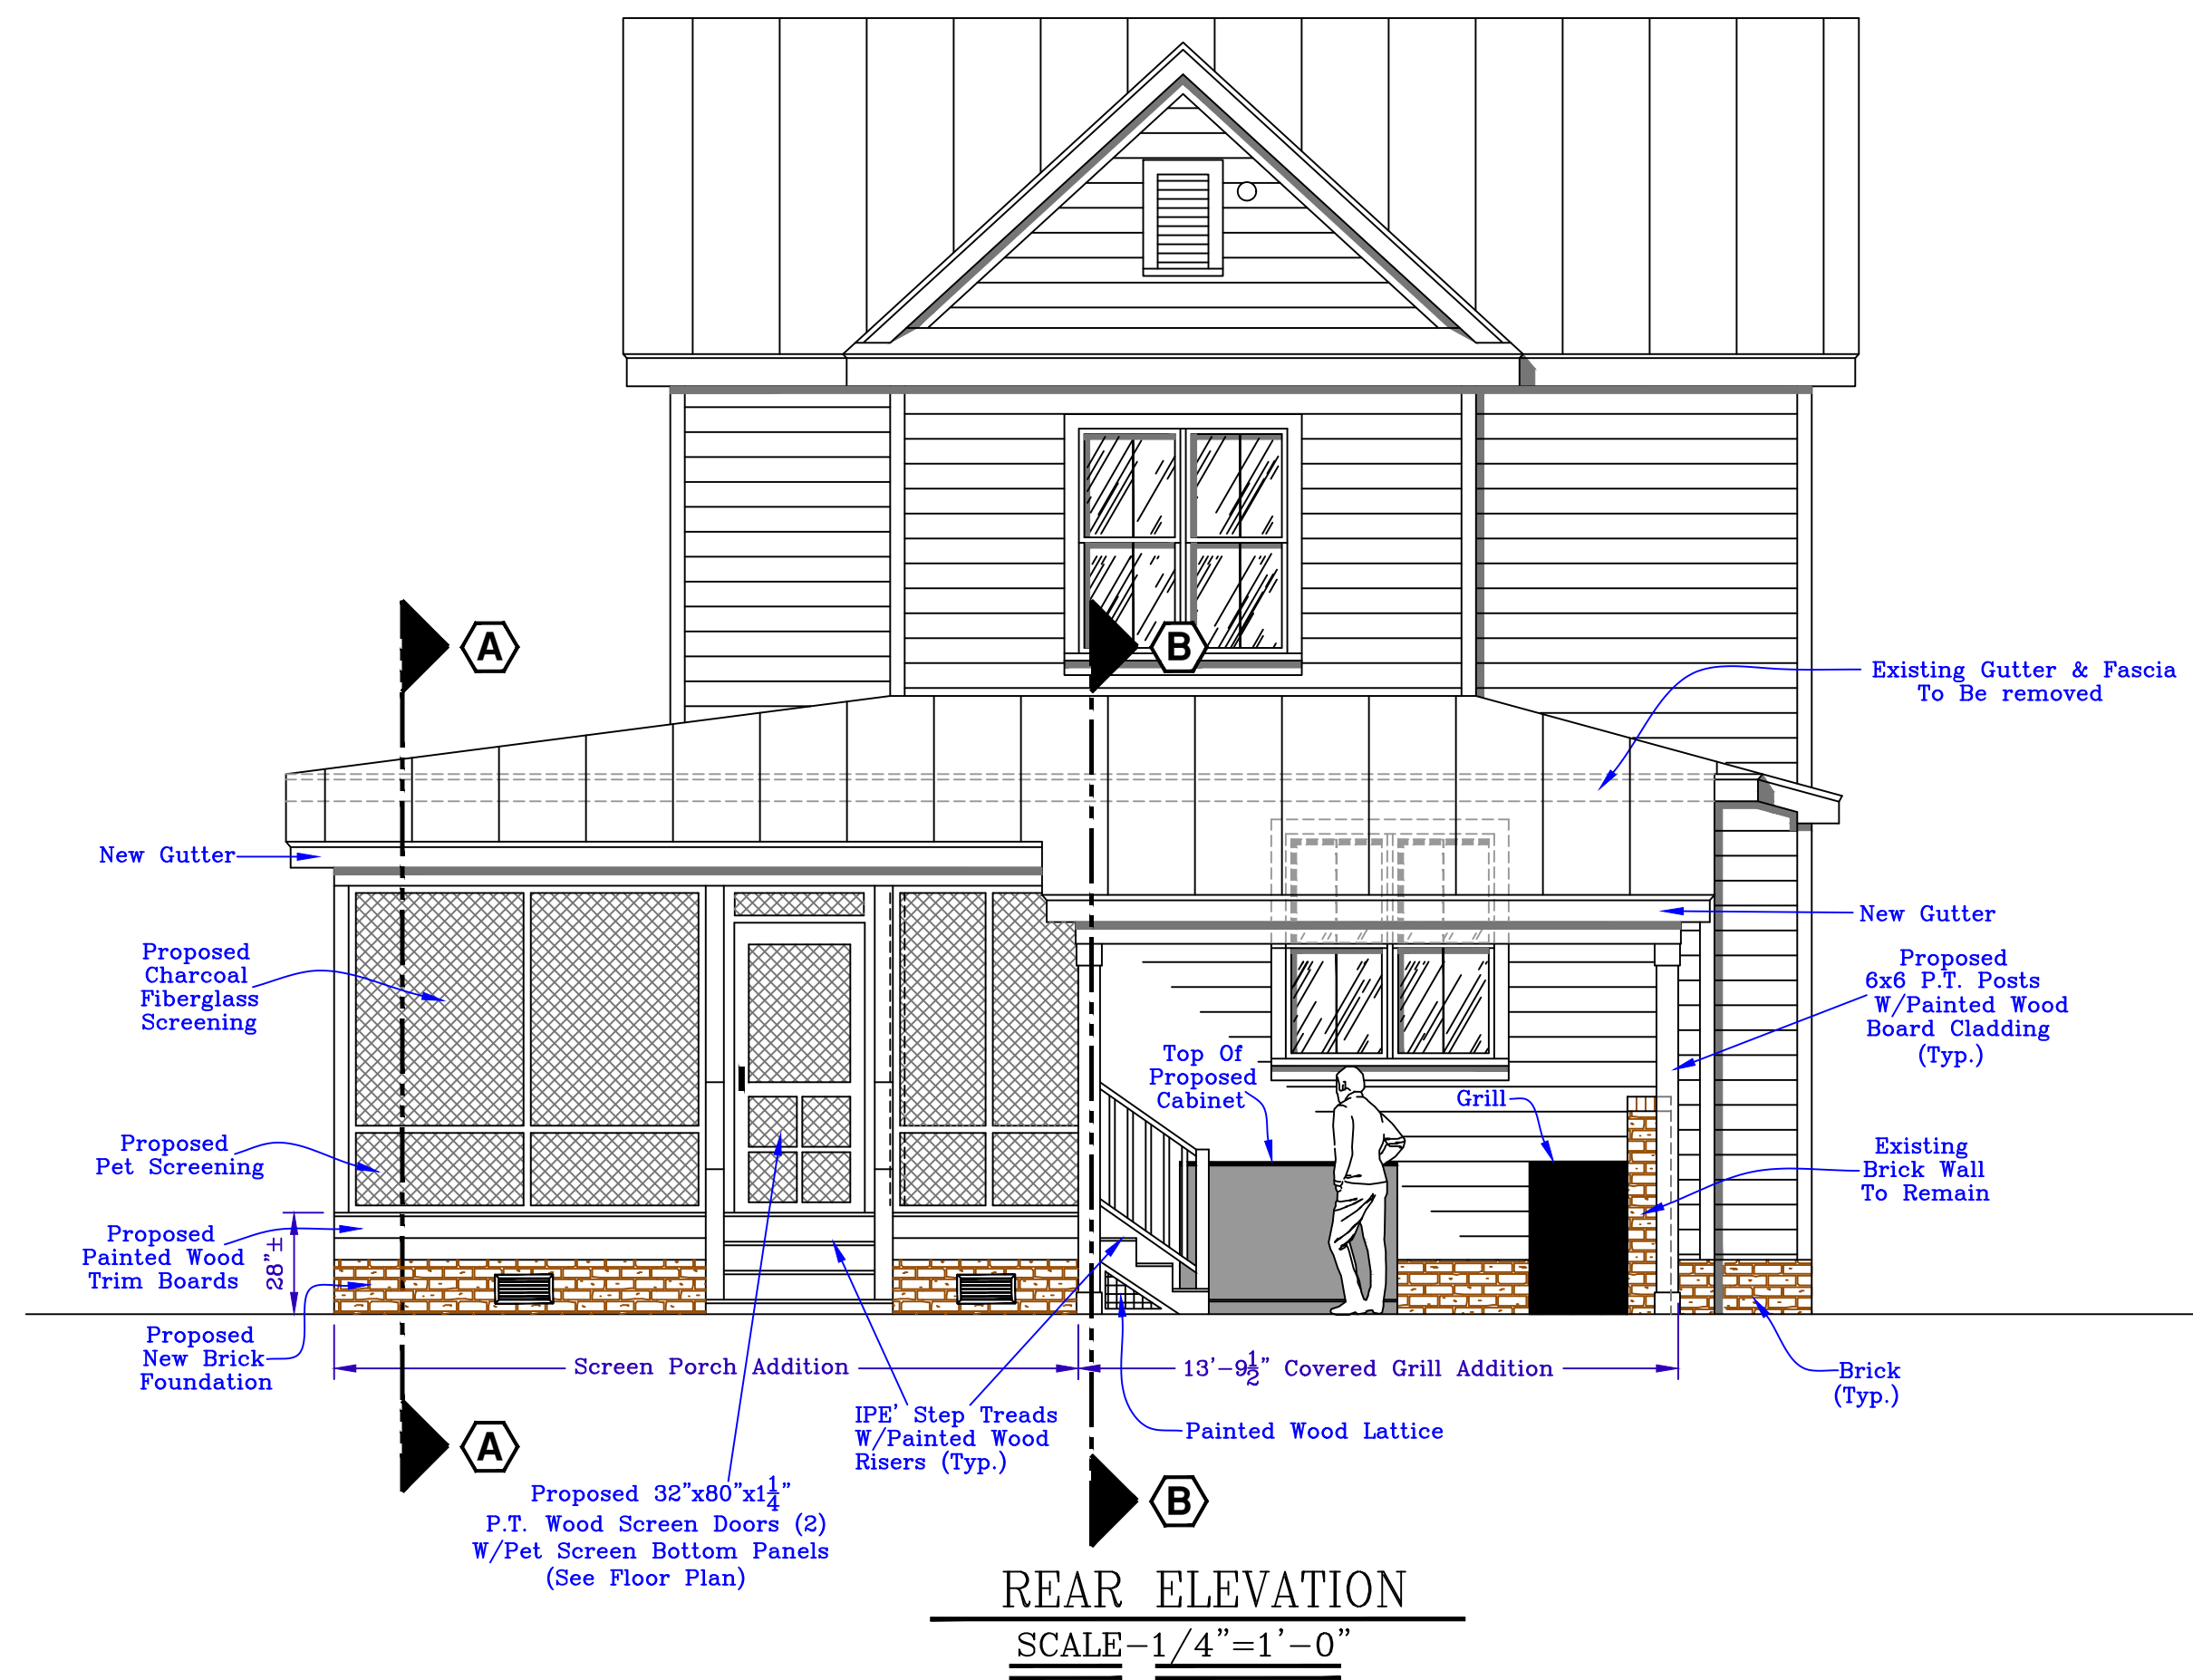 A
B
Existing Gutter & Fascia
To Be removed
New Gutter
New Gutter
Proposed
Charcoal
Fiberglass
Screening
Proposed
6x6 P.T. Posts
W/Painted Wood
Board Cladding
(Typ.)
Top Of
Proposed
Cabinet
Grill
Proposed
Pet Screening
Existing
Brick Wall
To Remain
Proposed
Painted Wood
Trim Boards
28"±
Proposed
New Brick
Foundation
Screen Porch Addition
13'-9 1/2" Covered Grill Addition
Brick
(Typ.)
IPE' Step Treads
W/Painted Wood
Risers (Typ.)
Painted Wood Lattice
A
B
Proposed 32"x80"x1 1/4"
P.T. Wood Screen Doors (2)
W/Pet Screen Bottom Panels
(See Floor Plan)
REAR ELEVATION
SCALE-1/4"=1'-0"